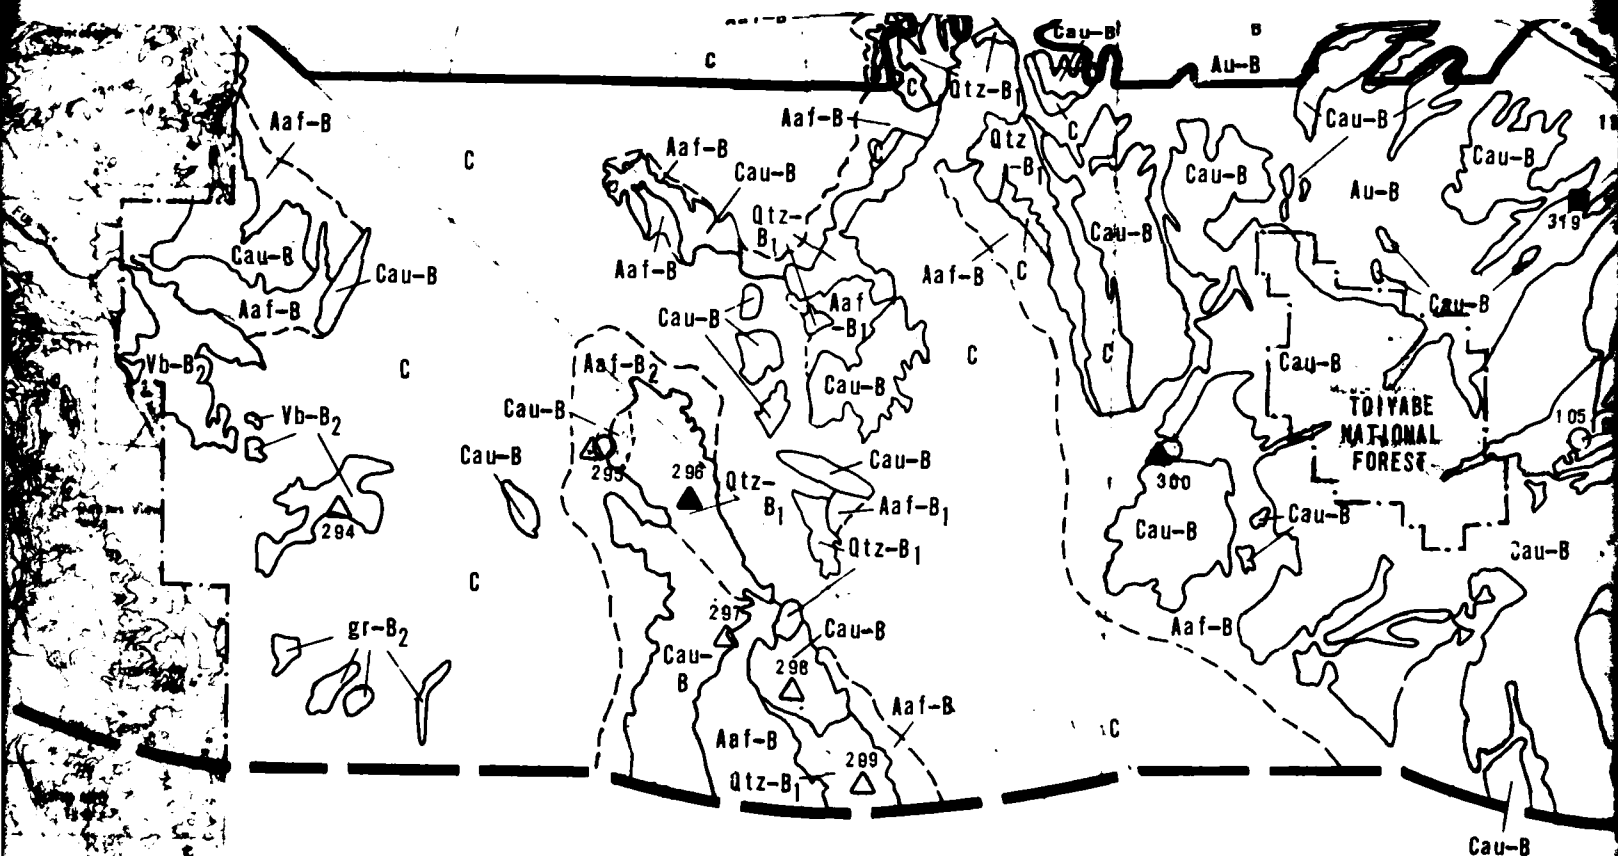 Cau-B
B
C
Au-B
C
Qtz-B1
Aaf-B
Aaf-B
Cau-B
C
Qtz
-B1
C
Aaf-B
Cau-B
Cau-B
C
Cau-B
Au-B
Qtz-
B1
319
Cau-B
Cau-B
Cau-B
Aaf-B
Aaf-B
C
Aaf-B
Aaf
-B1
Cau-B
Cau-B
C
C
Cau-B
Vb-B2
C
Aaf-B2
Cau-B
TOIYABE
NATIONAL
FOREST
Cau-B
Vb-B2
105
Cau-B
295
296
Cau-B
300
Qtz-
B1
Aaf-B1
Cau-B
Cau-B
294
Qtz-B1
Cau-B
C
297
gr-B2
Cau-B
Aaf-B
Cau-
B
298
Aaf-B
C
Aaf-B
299
Qtz-B1
Cau-B